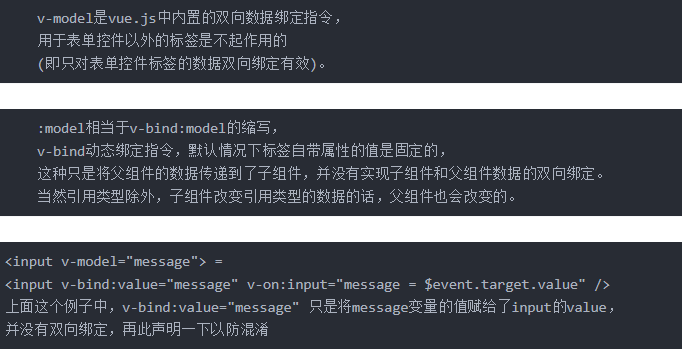 v-model是vue.js中内置的双向数据绑定指令，
用于表单控件以外的标签是不起作用的
(即只对表单控件标签的数据双向绑定有效)。
:model相当于v-bind:model的缩写，
v-bind动态绑定指令，默认情况下标签自带属性的值是固定的，
这种只是将父组件的数据传递到了子组件，并没有实现子组件和父组件数据的双向绑定。
当然引用类型除外，子组件改变引用类型的数据的话，父组件也会改变的。
<input v-model="message"> =
<input v-bind:value="message" v-on:input="message = $event.target.value" />
上面这个例子中，v-bind:value="message" 只是将message变量的值赋给了input的value，
并没有双向绑定，再此声明一下以防混淆